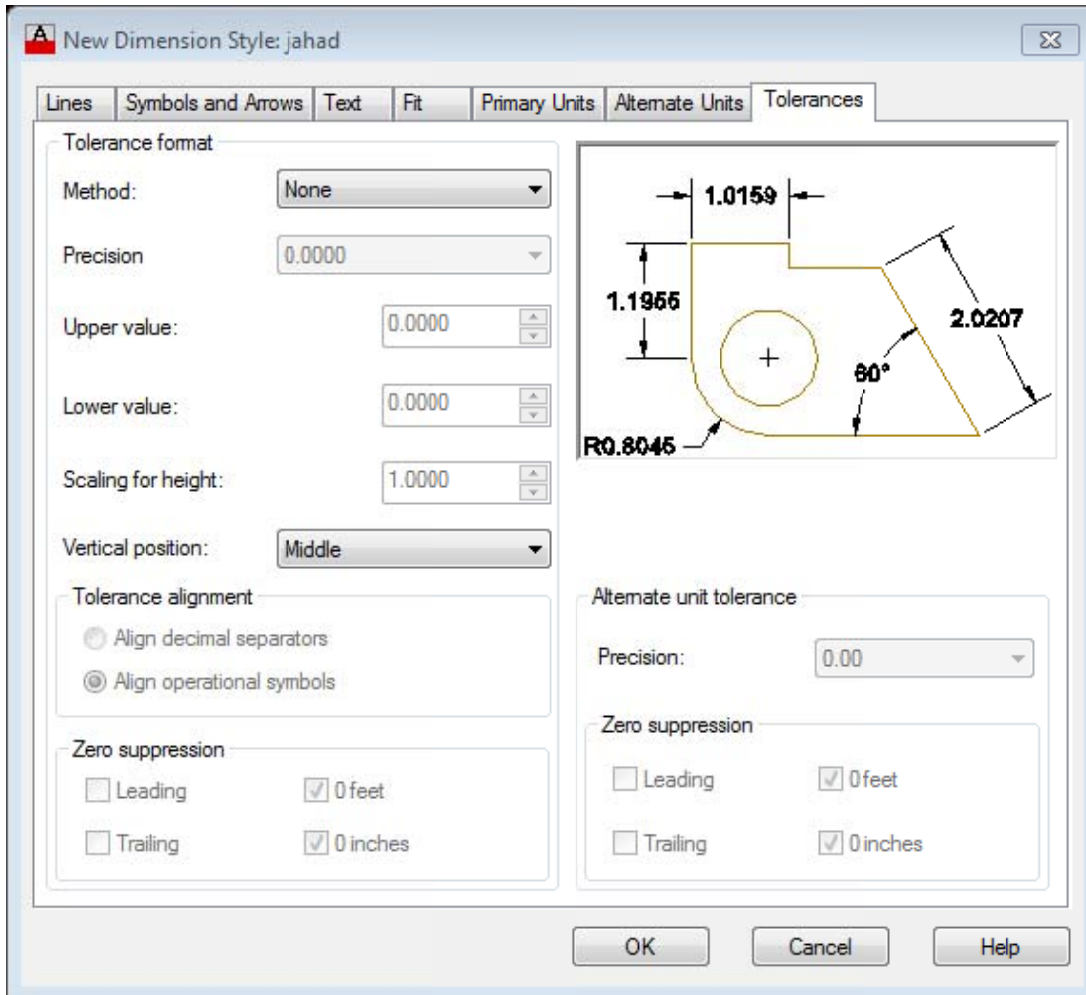 New Dimension Style: jahad
Lines Symbols and Arrows Text Fit Primary Units Alternate Units Tolerances
Tolerance format
Method: None
Precision 0.0000
Upper value: 0.0000
Lower value: 0.0000
Scaling for height: 1.0000
Vertical position: Middle
Tolerance alignment
Align decimal separators
Align operational symbols
Zero suppression
Leading 0 feet
Trailing 0 inches
1.0159
1.1955
2.0207
60°
R0.8045
Alternate unit tolerance
Precision: 0.00
Zero suppression
Leading 0 feet
Trailing 0 inches
OK Cancel Help